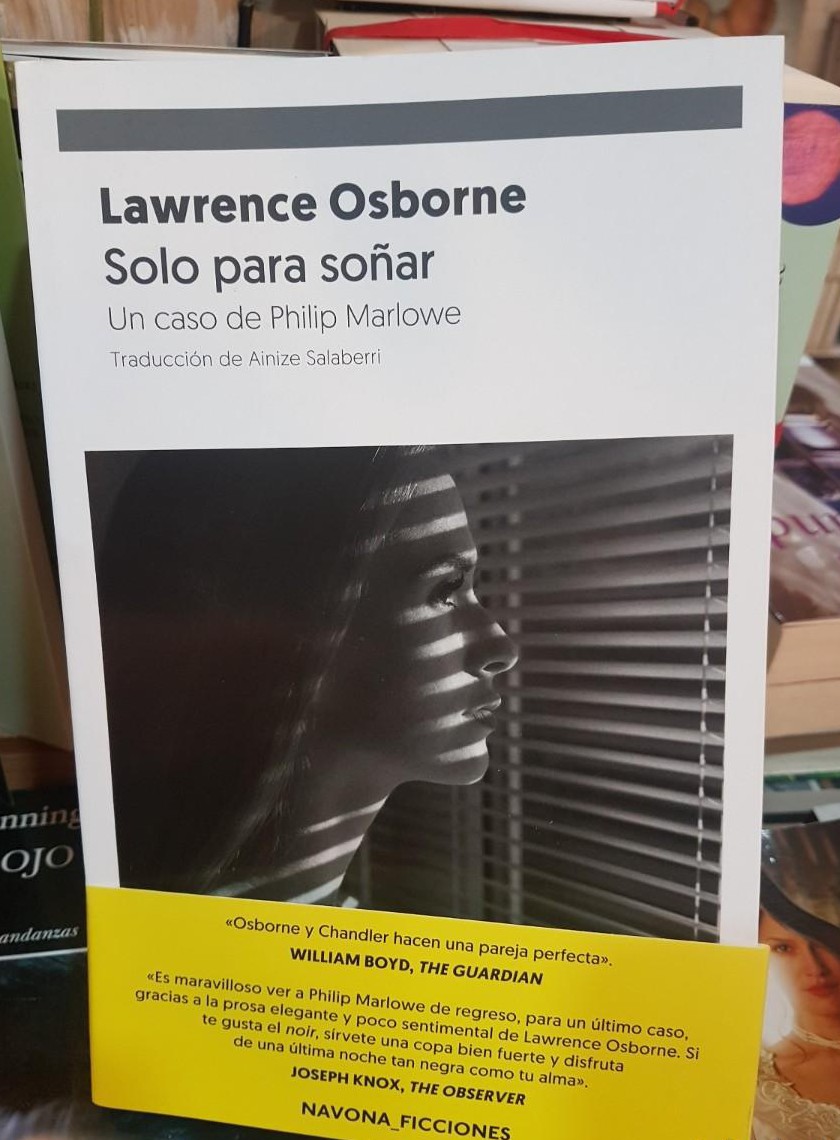 Lawrence Osborne
Solo para soñar
Un caso de Philip Marlowe
Traducción de Ainize Salaberri
«Osborne y Chandler hacen una pareja perfecta».
WILLIAM BOYD, THE GUARDIAN
«Es maravilloso ver a Philip Marlowe de regreso, para un último caso,
gracias a la prosa elegante y poco sentimental de Lawrence Osborne. Si
te gusta el noir, sírvete una copa bien fuerte y disfruta
de una última noche tan negra como tu alma».
JOSEPH KNOX, THE OBSERVER
NAVONA_FICCIONES
nning
OJO
andanzas